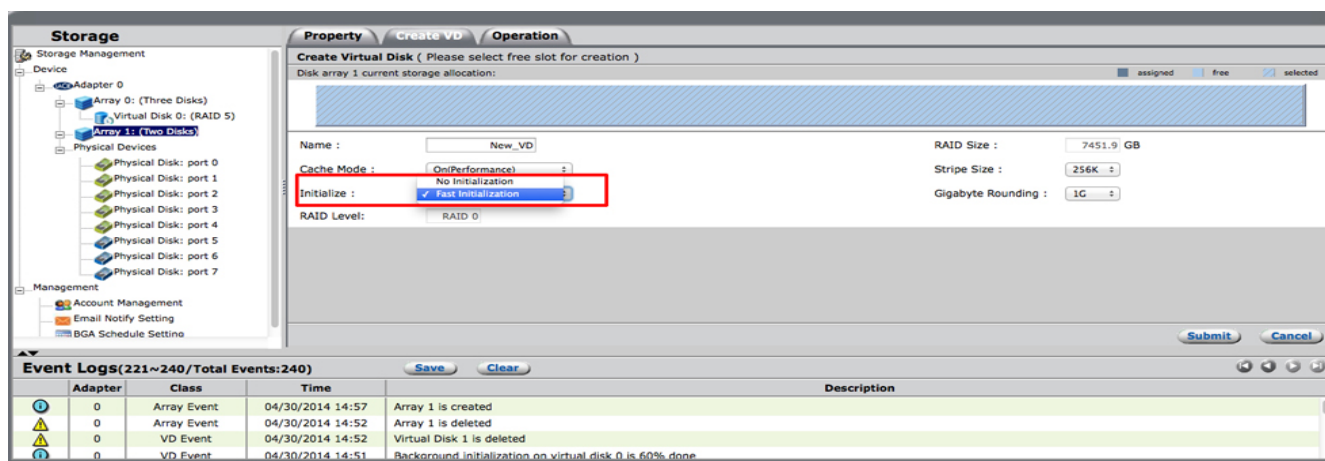 Storage
Property Create VD Operation
Storage Management
Device
Adapter 0
Array 0: (Three Disks)
Virtual Disk 0: (RAID 5)
Array 1: (Two Disks)
Physical Devices
Physical Disk: port 0
Physical Disk: port 1
Physical Disk: port 2
Physical Disk: port 3
Physical Disk: port 4
Physical Disk: port 5
Physical Disk: port 6
Physical Disk: port 7
Management
Account Management
Email Notify Setting
BGA Schedule Setting
Create Virtual Disk ( Please select free slot for creation )
Disk array 1 current storage allocation: assigned free selected
Name : New_VD RAID Size : 7451.9 GB
Cache Mode : On(Performance) Stripe Size : 256K
No Initialization
Initialize : ✓ Fast Initialization Gigabyte Rounding : 1G
RAID Level: RAID 0
Submit Cancel
Event Logs(221~240/Total Events:240) Save Clear
Adapter Class Time Description
0 Array Event 04/30/2014 14:57 Array 1 is created
0 Array Event 04/30/2014 14:52 Array 1 is deleted
0 VD Event 04/30/2014 14:52 Virtual Disk 1 is deleted
0 VD Event 04/30/2014 14:51 Background initialization on virtual disk 0 is 60% done